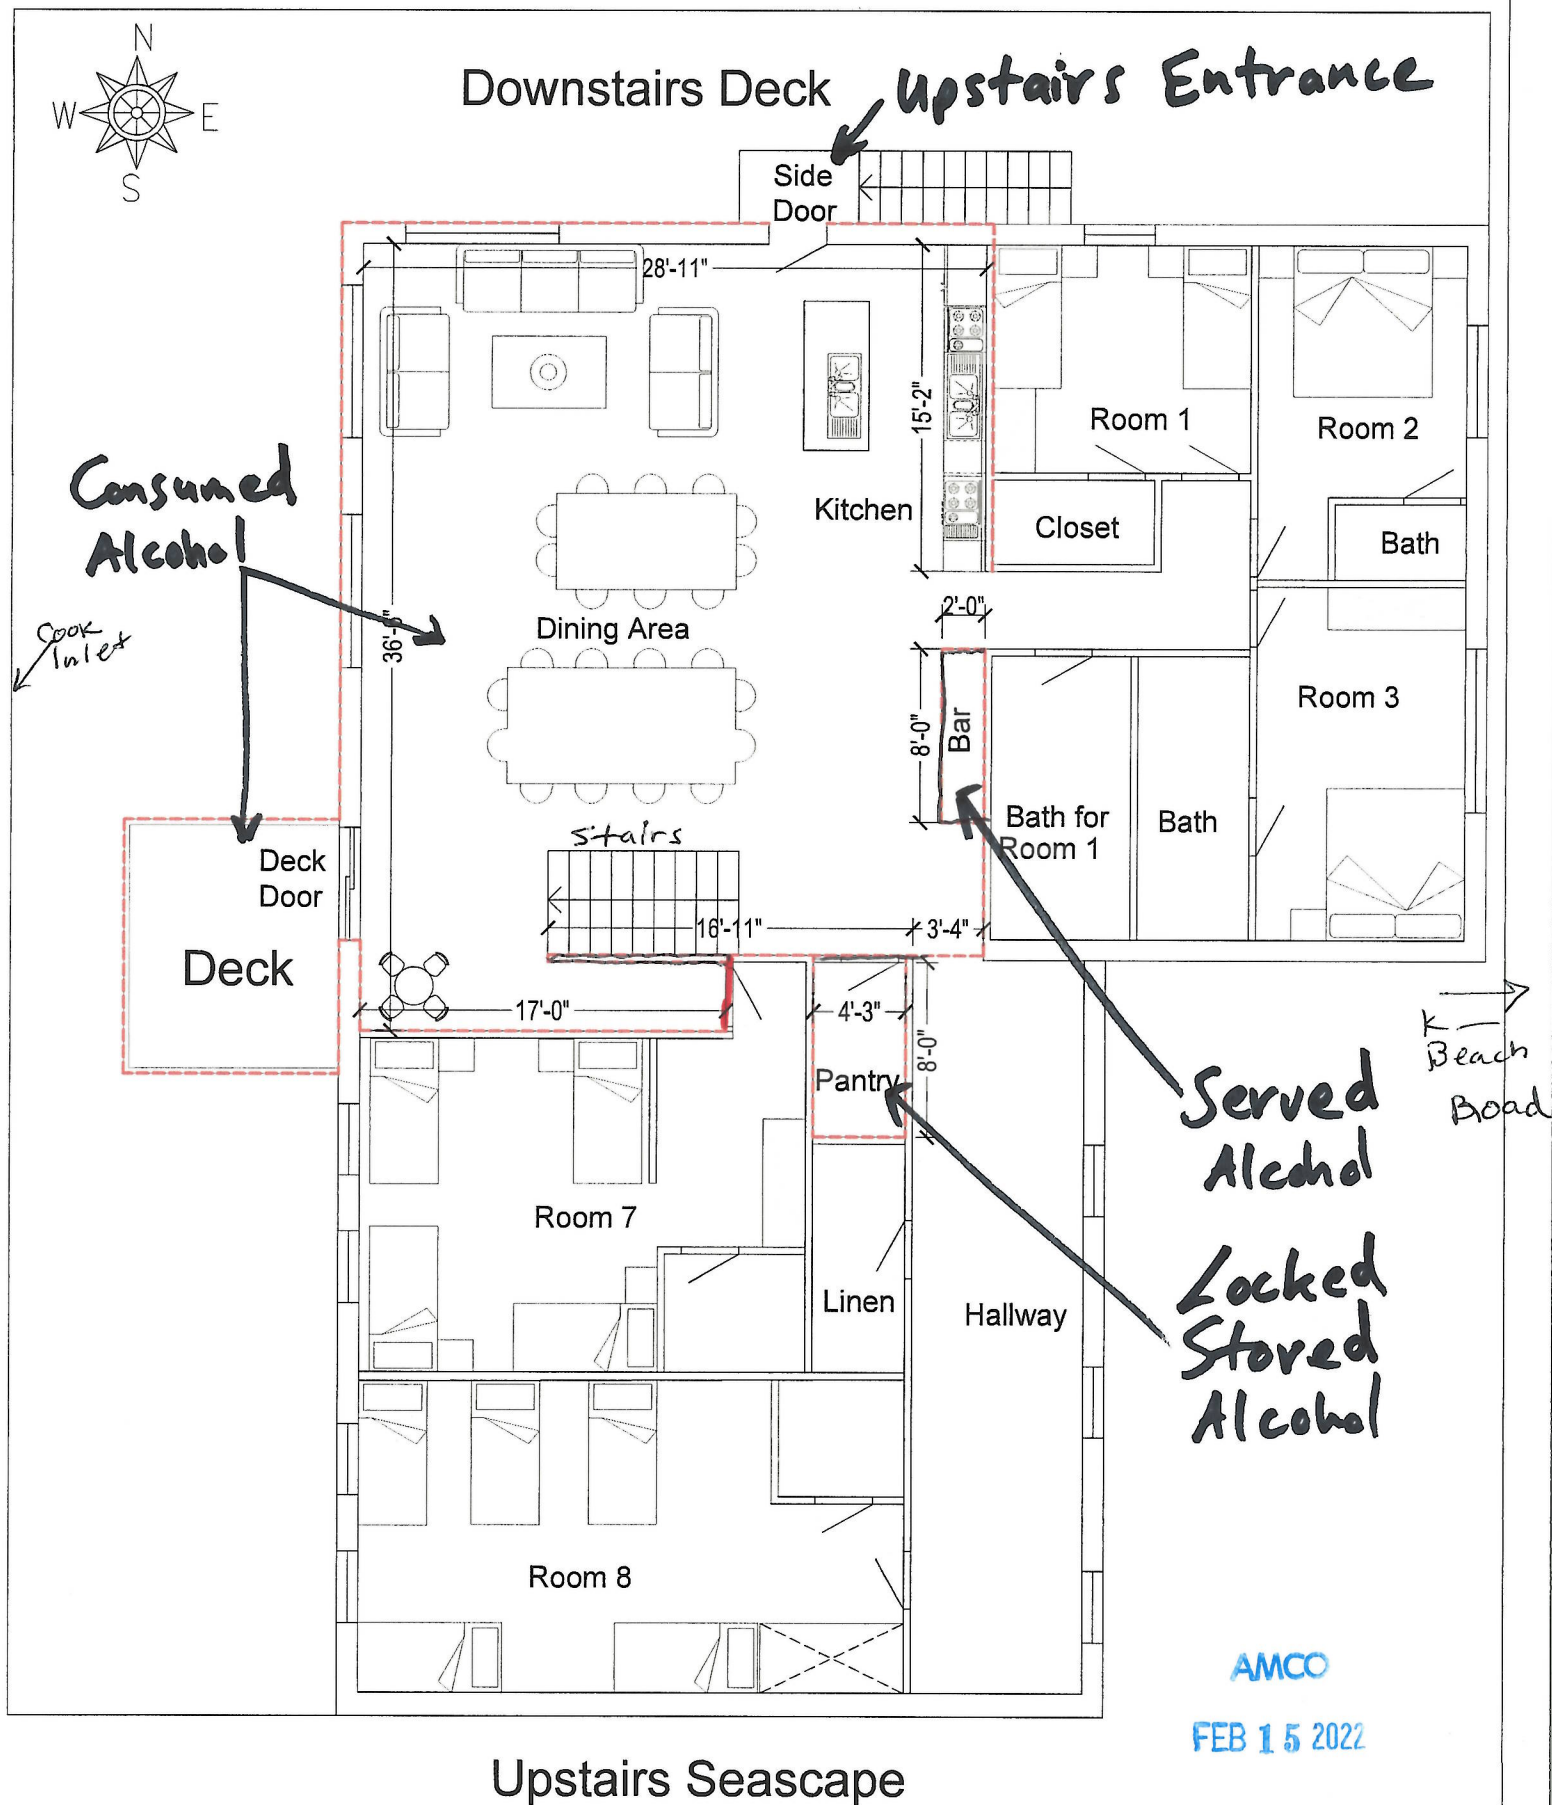 N
W E
S
Downstairs Deck
Upstairs Entrance
Side
Door
28'-11"
15'-2"
Room 1
Room 2
Consumed
Alcohol
Kitchen
Closet
Bath
Cook
Inlet
36'-
Dining Area
2'-0"
8'-0"
Bar
Room 3
Bath for
Room 1
Bath
Stairs
Deck
Door
16'-11"
3'-4"
Deck
17'-0"
4'-3"
8'-0"
Pantry
K-
Beach
Road
Served
Alcohol
Room 7
Linen
Hallway
Locked
Stored
Alcohol
Room 8
AMCO
FEB 15 2022
Upstairs Seascape